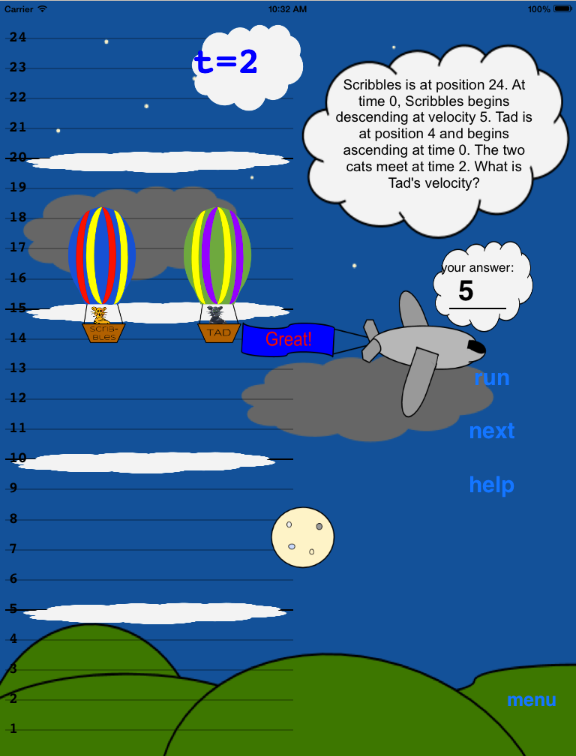 Carrier 10:32 AM 100%
24
23
22
21
20
19
18
17
16
15
14
13
12
11
10
9
8
7
6
5
4
3
2
1
t=2
Scribbles is at position 24. At
time 0, Scribbles begins
descending at velocity 5. Tad is
at position 4 and begins
ascending at time 0. The two
cats meet at time 2. What is
Tad's velocity?
your answer:
5
SCRIB-
BLES
TAD
Great!
run
next
help
menu